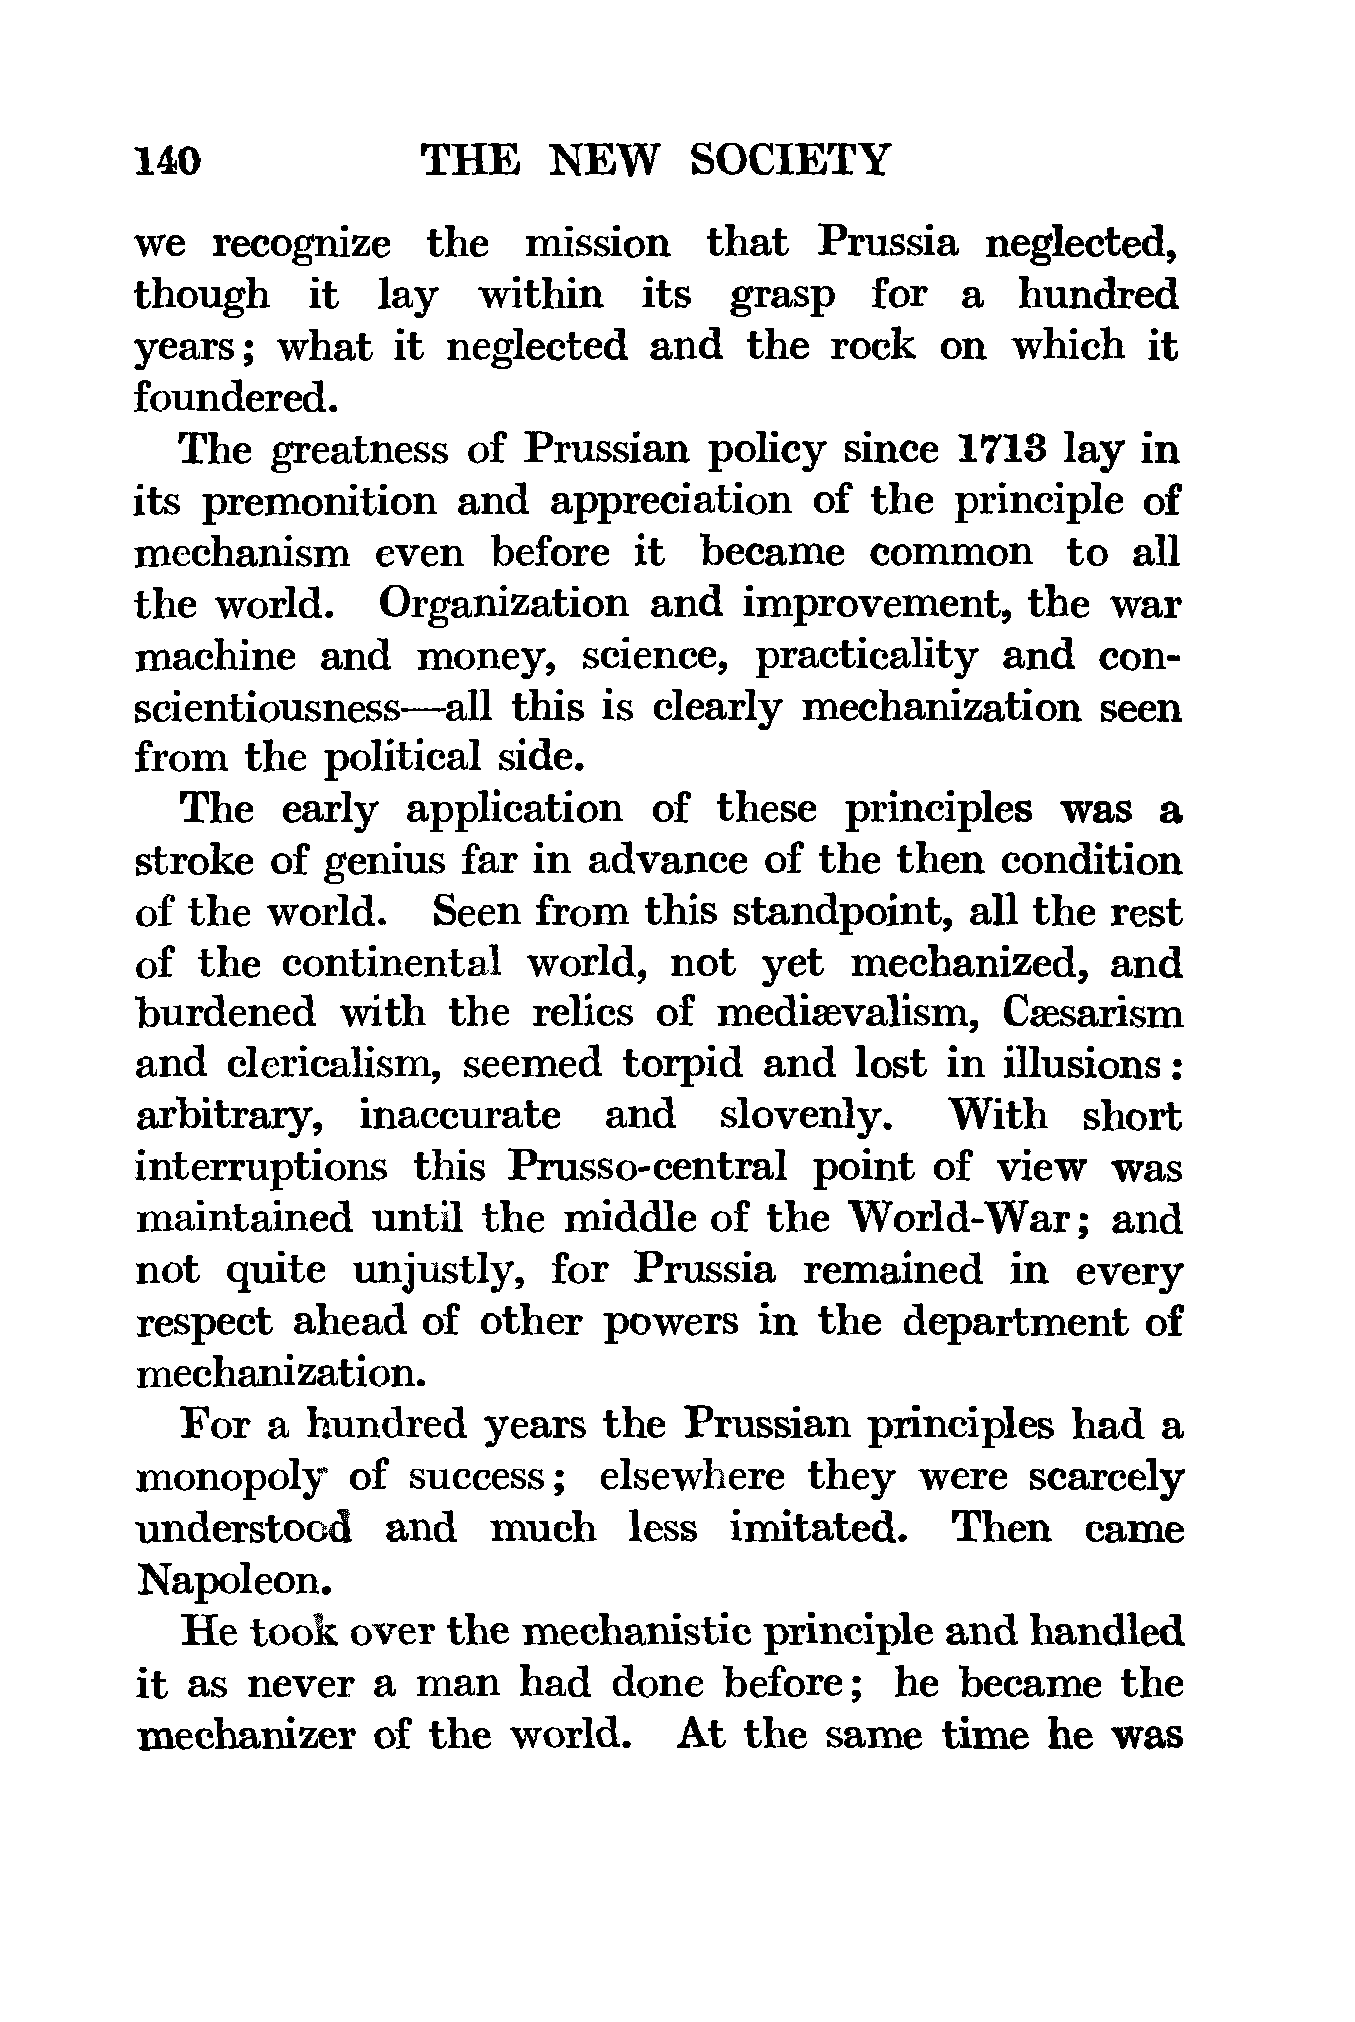 140 THE NEW SOCIETY
we recognize the mission that Prussia neglected,
though it lay within its grasp for a hundred
years; what it neglected and the rock on which it
foundered.
The greatness of Prussian policy since 1713 lay in
its premonition and appreciation of the principle of
mechanism even before it became common to all
the world. Organization and improvement, the war
machine and money, science, practicality and con-
scientiousness—all this is clearly mechanization seen
from the political side.
The early application of these principles was a
stroke of genius far in advance of the then condition
of the world. Seen from this standpoint, all the rest
of the continental world, not yet mechanized, and
burdened with the relics of mediævalism, Cæsarism
and clericalism, seemed torpid and lost in illusions:
arbitrary, inaccurate and slovenly. With short
interruptions this Prusso-central point of view was
maintained until the middle of the World-War; and
not quite unjustly, for Prussia remained in every
respect ahead of other powers in the department of
mechanization.
For a hundred years the Prussian principles had a
monopoly of success; elsewhere they were scarcely
understood and much less imitated. Then came
Napoleon.
He took over the mechanistic principle and handled
it as never a man had done before; he became the
mechanizer of the world. At the same time he was